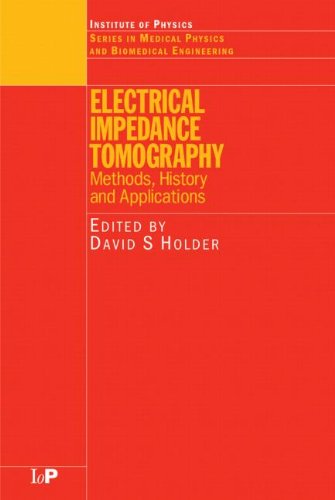 INSTITUTE OF PHYSICS
SERIES IN MEDICAL PHYSICS
AND BIOMEDICAL ENGINEERING
ELECTRICAL
IMPEDANCE
TOMOGRAPHY
Methods, History
and Applications
EDITED BY
DAVID S HOLDER
IoP